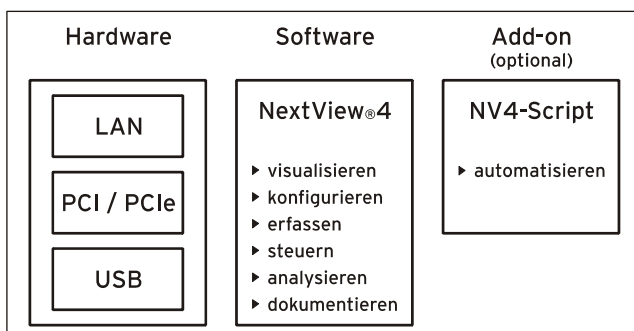 Hardware
LAN
PCI / PCIe
USB
Software
NextView®4
▸ visualisieren
▸ konfigurieren
▸ erfassen
▸ steuern
▸ analysieren
▸ dokumentieren
Add-on
(optional)
NV4-Script
▸ automatisieren